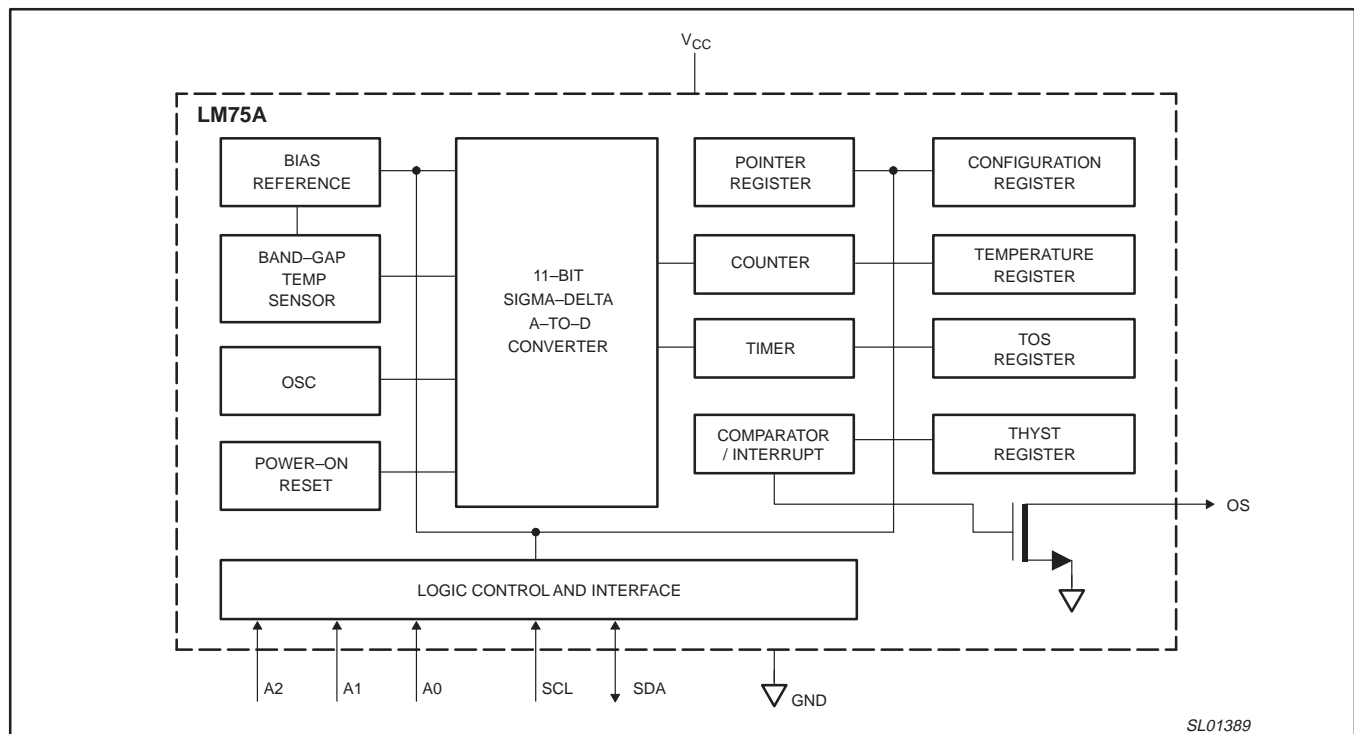 VCC
LM75A
BIAS
REFERENCE
POINTER
REGISTER
CONFIGURATION
REGISTER
BAND–GAP
TEMP
SENSOR
11–BIT
SIGMA–DELTA
A–TO–D
CONVERTER
COUNTER
TEMPERATURE
REGISTER
OSC
TIMER
TOS
REGISTER
POWER–ON
RESET
COMPARATOR
/ INTERRUPT
THYST
REGISTER
OS
LOGIC CONTROL AND INTERFACE
A2
A1
A0
SCL
SDA
GND
SL01389